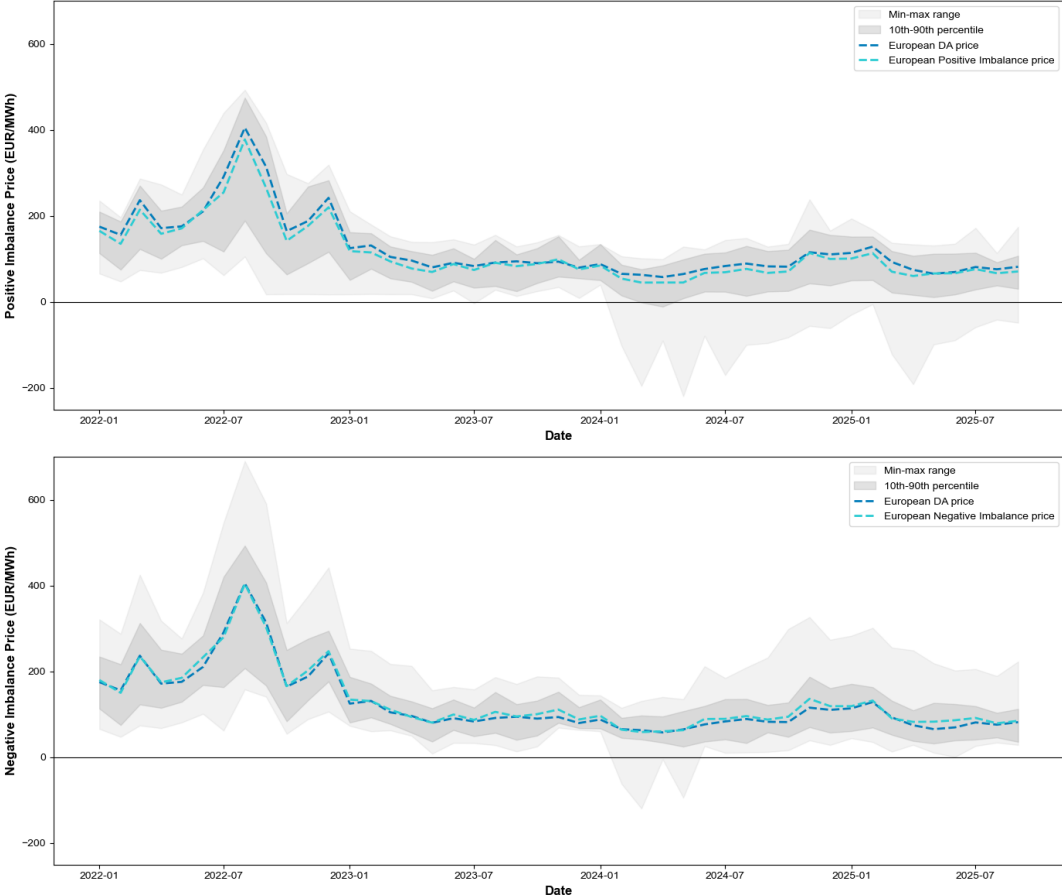 Min-max range
10th-90th percentile
European DA price
European Positive Imbalance price
600
400
200
0
−200
Positive Imbalance Price (EUR/MWh)
2022-01 2022-07 2023-01 2023-07 2024-01 2024-07 2025-01 2025-07
Date
Min-max range
10th-90th percentile
European DA price
European Negative Imbalance price
600
400
200
0
−200
Negative Imbalance Price (EUR/MWh)
2022-01 2022-07 2023-01 2023-07 2024-01 2024-07 2025-01 2025-07
Date